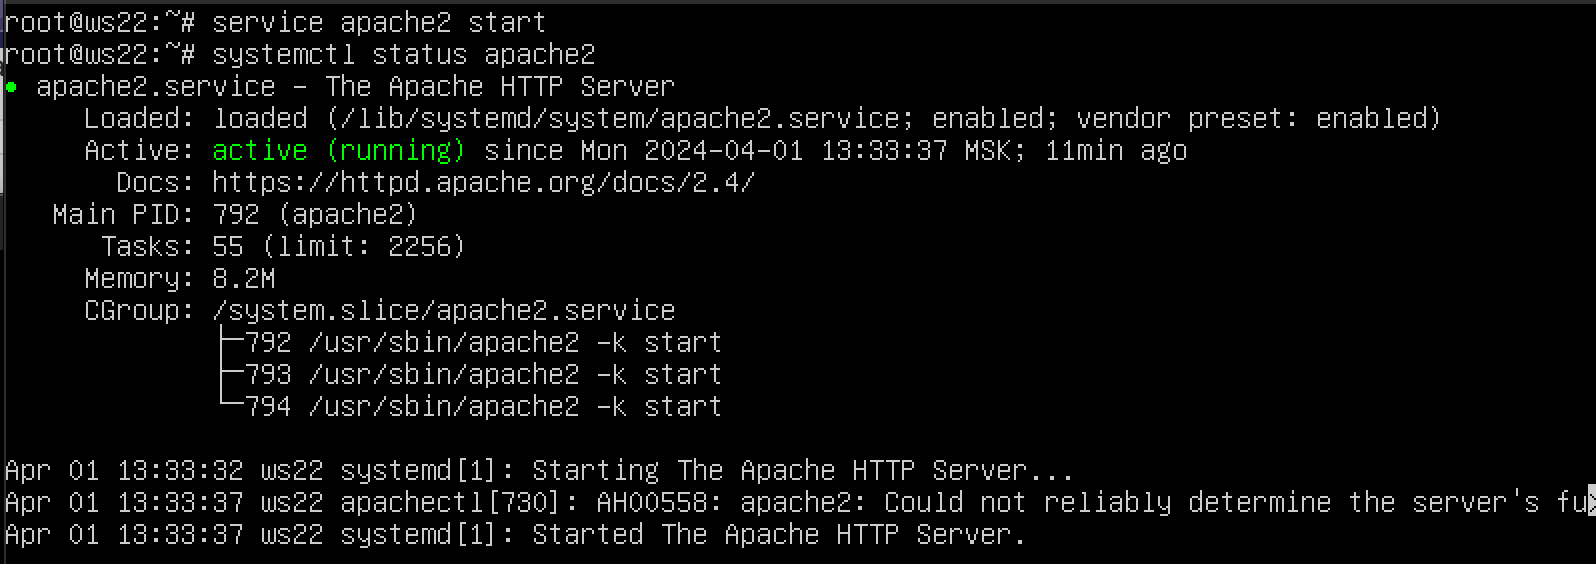 root@ws22:~# service apache2 start
root@ws22:~# systemctl status apache2
● apache2.service - The Apache HTTP Server
     Loaded: loaded (/lib/systemd/system/apache2.service; enabled; vendor preset: enabled)
     Active: active (running) since Mon 2024-04-01 13:33:37 MSK; 11min ago
       Docs: https://httpd.apache.org/docs/2.4/
   Main PID: 792 (apache2)
      Tasks: 55 (limit: 2256)
     Memory: 8.2M
     CGroup: /system.slice/apache2.service
             ├─792 /usr/sbin/apache2 -k start
             ├─793 /usr/sbin/apache2 -k start
             └─794 /usr/sbin/apache2 -k start
Apr 01 13:33:32 ws22 systemd[1]: Starting The Apache HTTP Server...
Apr 01 13:33:37 ws22 apachectl[730]: AH00558: apache2: Could not reliably determine the server's fu>
Apr 01 13:33:37 ws22 systemd[1]: Started The Apache HTTP Server.